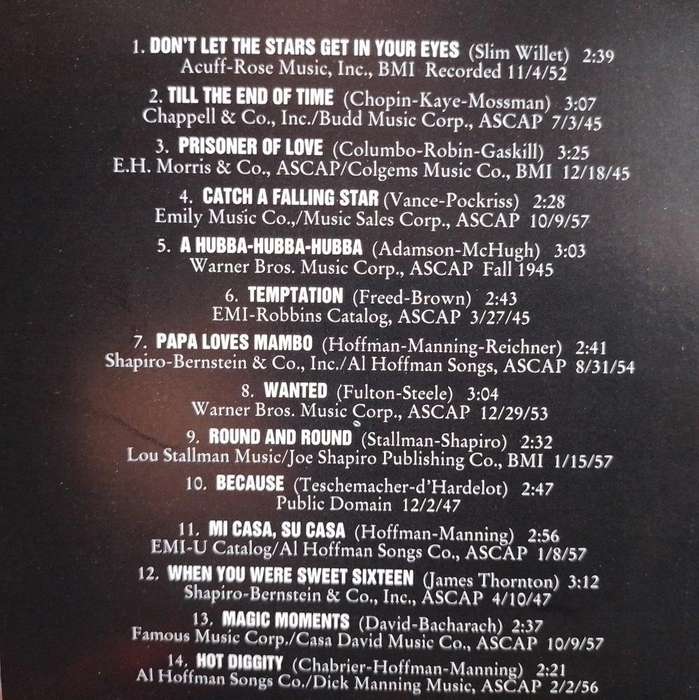 1. DON'T LET THE STARS GET IN YOUR EYES (Slim Willet) 2:39
Acuff-Rose Music, Inc., BMI Recorded 11/4/52
2. TILL THE END OF TIME (Chopin-Kaye-Mossman) 3:07
Chappell & Co., Inc./Budd Music Corp., ASCAP 7/3/45
3. PRISONER OF LOVE (Columbo-Robin-Gaskill) 3:25
E.H. Morris & Co., ASCAP/Colgems Music Co., BMI 12/18/45
4. CATCH A FALLING STAR (Vance-Pockriss) 2:28
Emily Music Co.,/Music Sales Corp., ASCAP 10/9/57
5. A HUBBA-HUBBA-HUBBA (Adamson-McHugh) 3:03
Warner Bros. Music Corp., ASCAP Fall 1945
6. TEMPTATION (Freed-Brown) 2:43
EMI-Robbins Catalog, ASCAP 3/27/45
7. PAPA LOVES MAMBO (Hoffman-Manning-Reichner) 2:41
Shapiro-Bernstein & Co., Inc./Al Hoffman Songs, ASCAP 8/31/54
8. WANTED (Fulton-Steele) 3:04
Warner Bros. Music Corp., ASCAP 12/29/53
9. ROUND AND ROUND (Stallman-Shapiro) 2:32
Lou Stallman Music/Joe Shapiro Publishing Co., BMI 1/15/57
10. BECAUSE (Teschemacher-d'Hardelot) 2:47
Public Domain 12/2/47
11. MI CASA, SU CASA (Hoffman-Manning) 2:56
EMI-U Catalog/Al Hoffman Songs Co., ASCAP 1/8/57
12. WHEN YOU WERE SWEET SIXTEEN (James Thornton) 3:12
Shapiro-Bernstein & Co., Inc., ASCAP 4/10/47
13. MAGIC MOMENTS (David-Bacharach) 2:37
Famous Music Corp./Casa David Music Co., ASCAP 10/9/57
14. HOT DIGGITY (Chabrier-Hoffman-Manning) 2:21
Al Hoffman Songs Co./Dick Manning Music, ASCAP 2/2/56